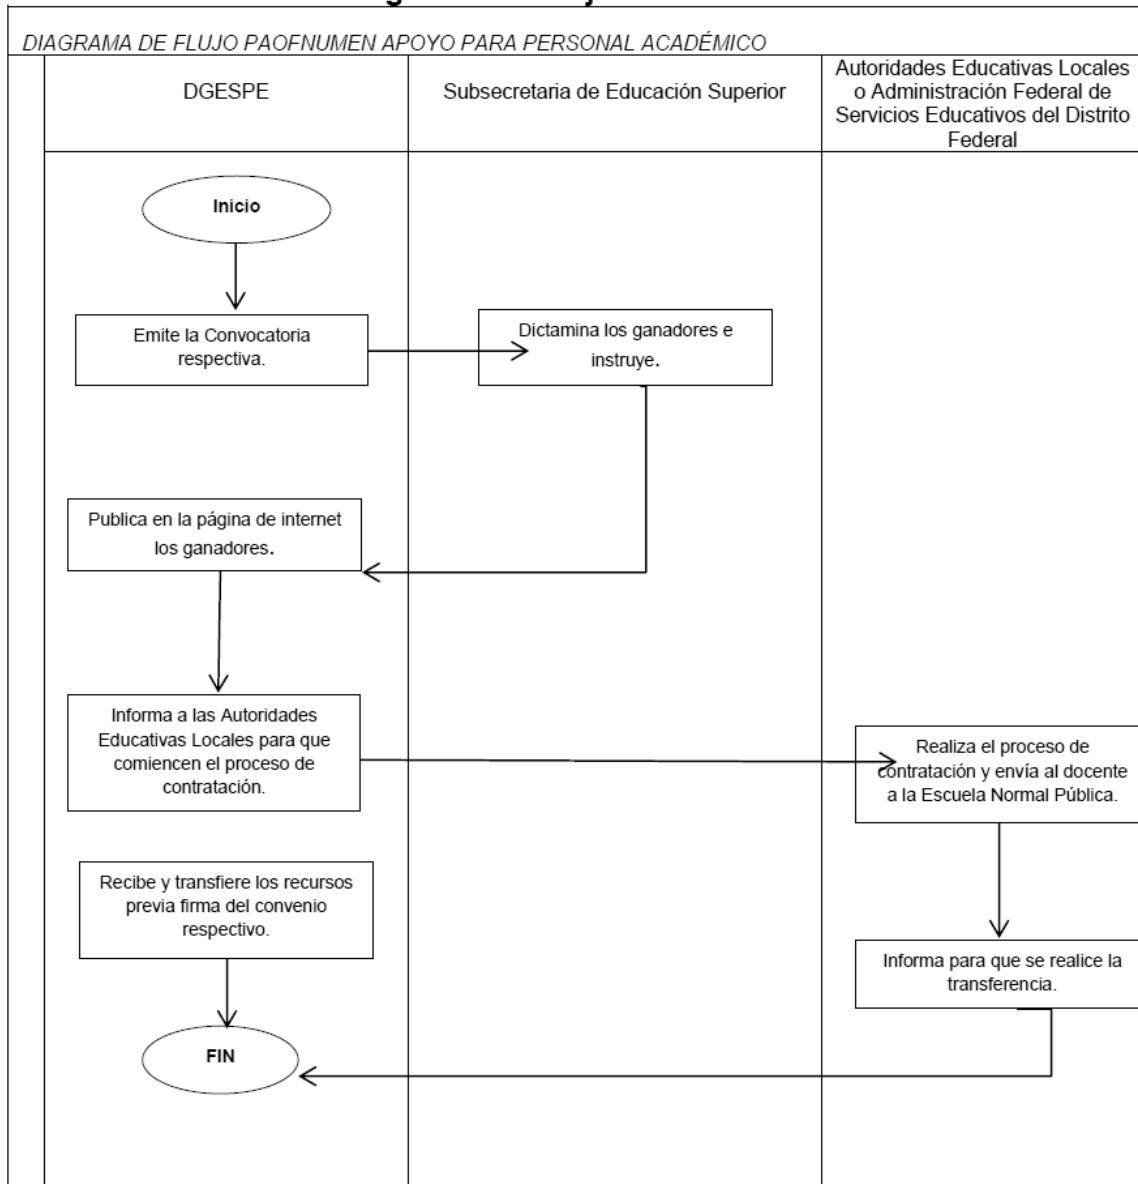 DIAGRAMA DE FLUJO PAOFNUMEN APOYO PARA PERSONAL ACADÉMICO
DGESPE
Subsecretaria de Educación Superior
Autoridades Educativas Locales
o Administración Federal de
Servicios Educativos del Distrito
Federal
Inicio
Emite la Convocatoria
respectiva.
Dictamina los ganadores e
instruye.
Publica en la página de internet
los ganadores.
Informa a las Autoridades
Educativas Locales para que
comiencen el proceso de
contratación.
Realiza el proceso de
contratación y envía al docente
a la Escuela Normal Pública.
Recibe y transfiere los recursos
previa firma del convenio
respectivo.
Informa para que se realice la
transferencia.
FIN